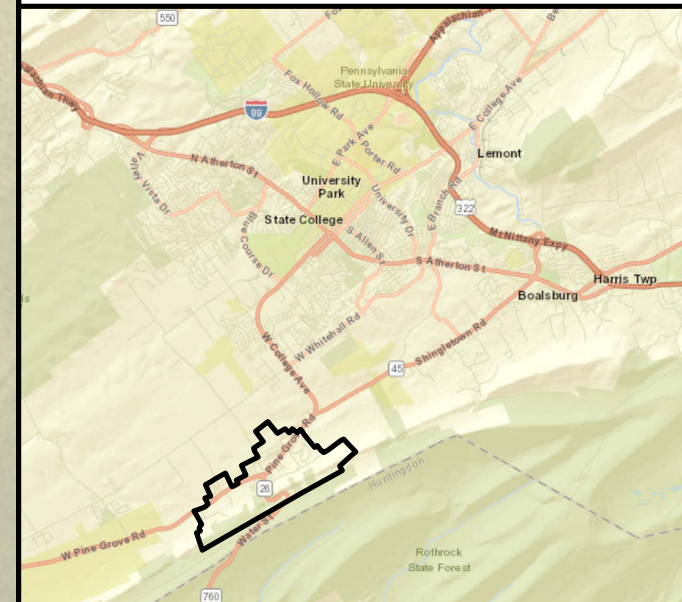 550
Appalachian
Be
Pennsylvania
State University
Fox Hollow Rd
99
E College Ave
E Park Ave
Porter Rd
Lemont
N Atherton St
Valley Vista Dr
University
Park
University Dr
E Branch Rd
322
State College
Blue Course Dr
S Allen St
Mt Nittany Expy
S Atherton St
Harris Twp
Boalsburg
W Whitehall Rd
W College Ave
Shingletown Rd
45
Pine Grove Rd
26
Huntingdon
Water St
W Pine Grove Rd
Rothrock
State Forest
760